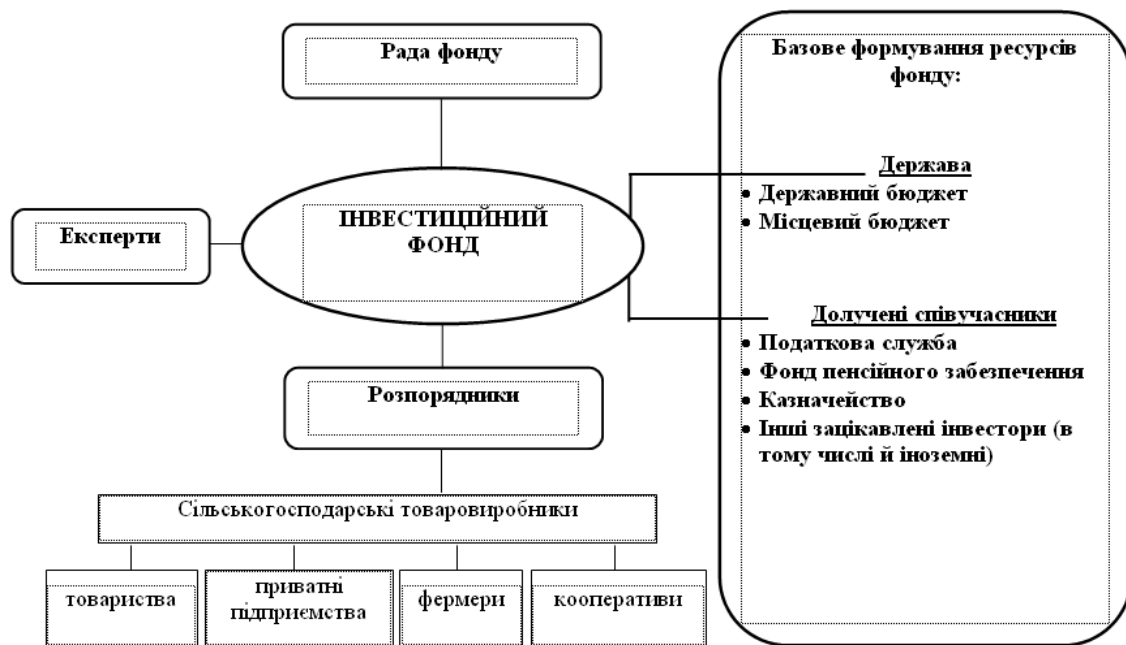 Рада фонду
Експерти
ІНВЕСТИЦІЙНИЙ
ФОНД
Розпорядники
Сільськогосподарські товаровиробники
товариства
приватні
підприємства
фермери
кооперативи
Базове формування ресурсів
фонду:
Держава
• Державний бюджет
• Місцевий бюджет
Долучені співучасники
• Податкова служба
• Фонд пенсійного забезпечення
• Казначейство
• Інші зацікавлені інвестори (в
тому числі й іноземні)